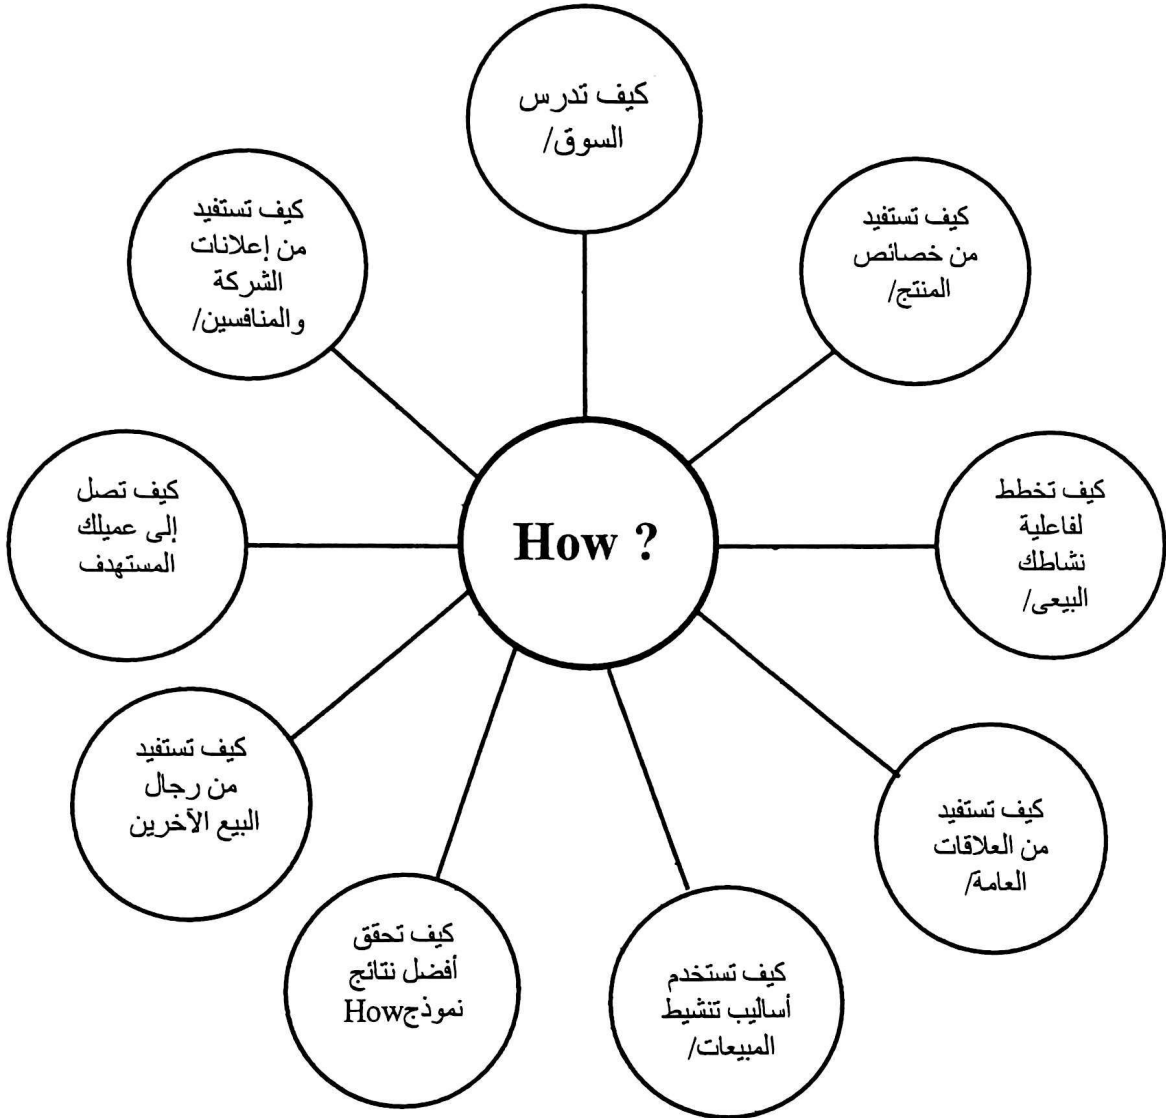 كيف تدرس
السوق/
كيف تستفيد
من خصائص
المنتج/
كيف تخطط
لفاعلية
نشاطك
البيعى/
كيف تستفيد
من العلاقات
العامة/
كيف تستخدم
أساليب تنشيط
المبيعات/
كيف تحقق
أفضل نتائج
نموذجHow
كيف تستفيد
من رجال
البيع الآخرين
كيف تصل
إلى عميلك
المستهدف
كيف تستفيد
من إعلانات
الشركة
والمنافسين/
How ?